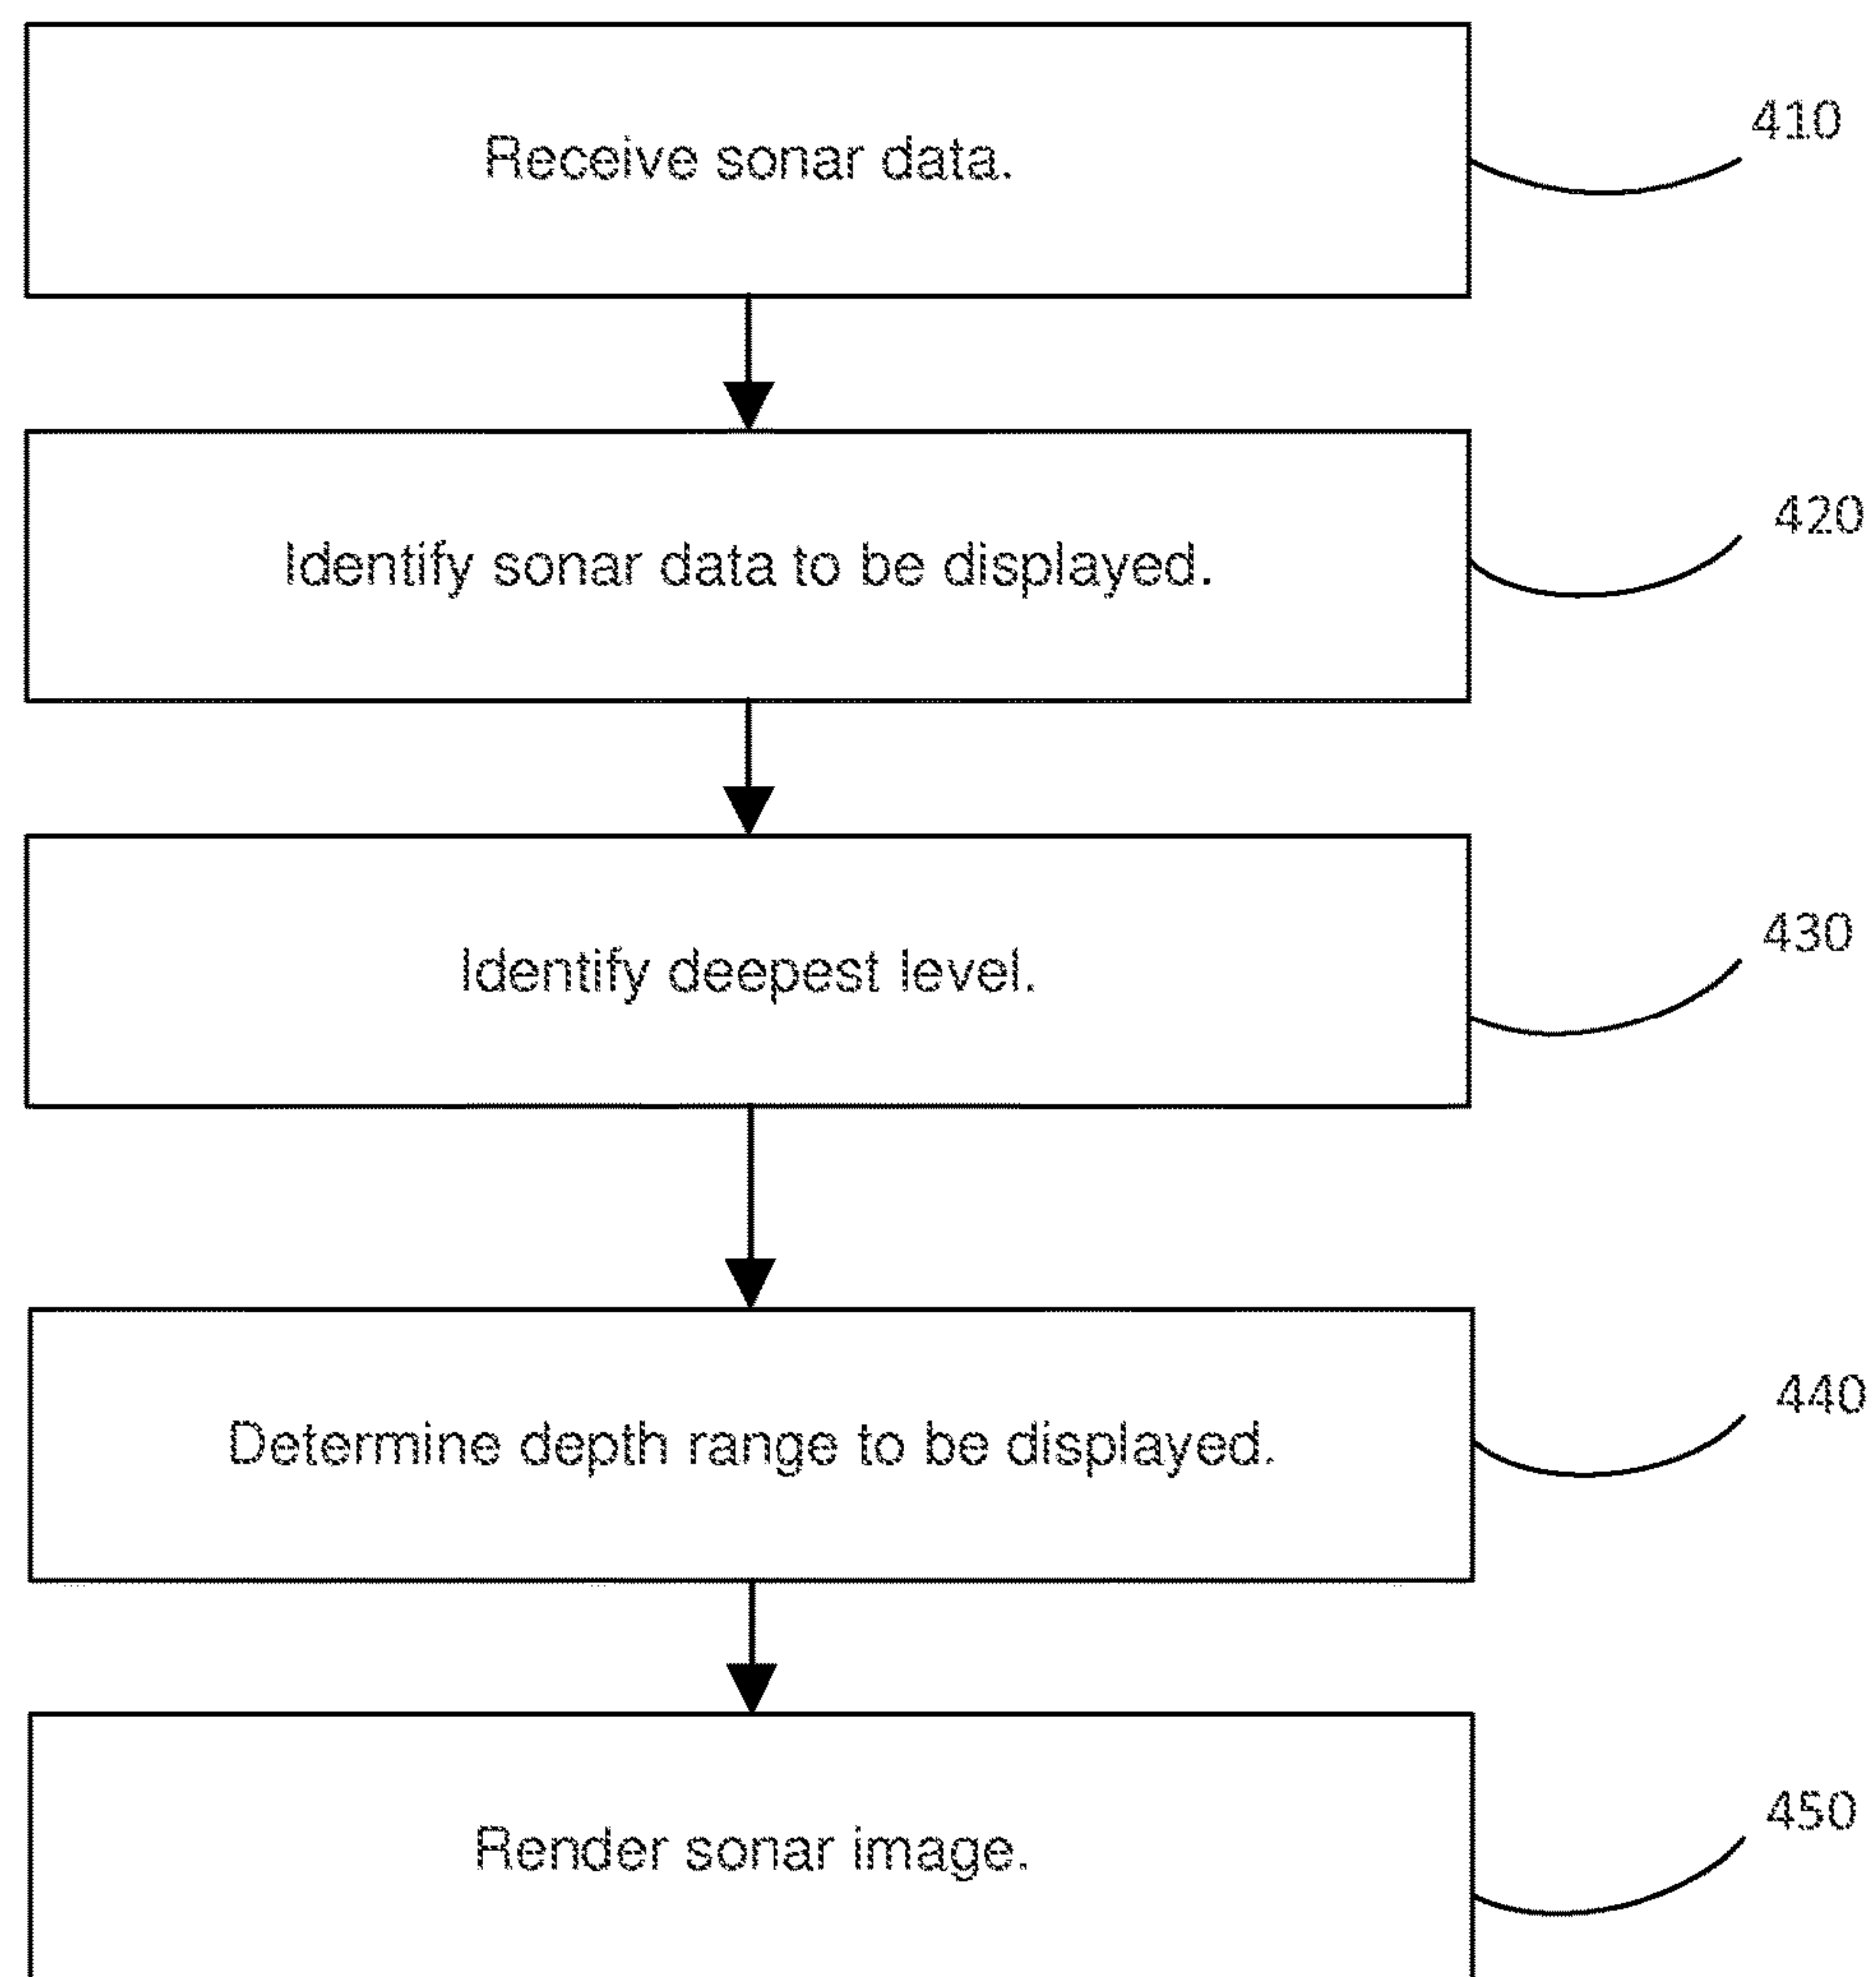 Receive sonar data.
410
Identify sonar data to be displayed.
420
Identify deepest level.
430
Determine depth range to be displayed.
440
Render sonar image.
450